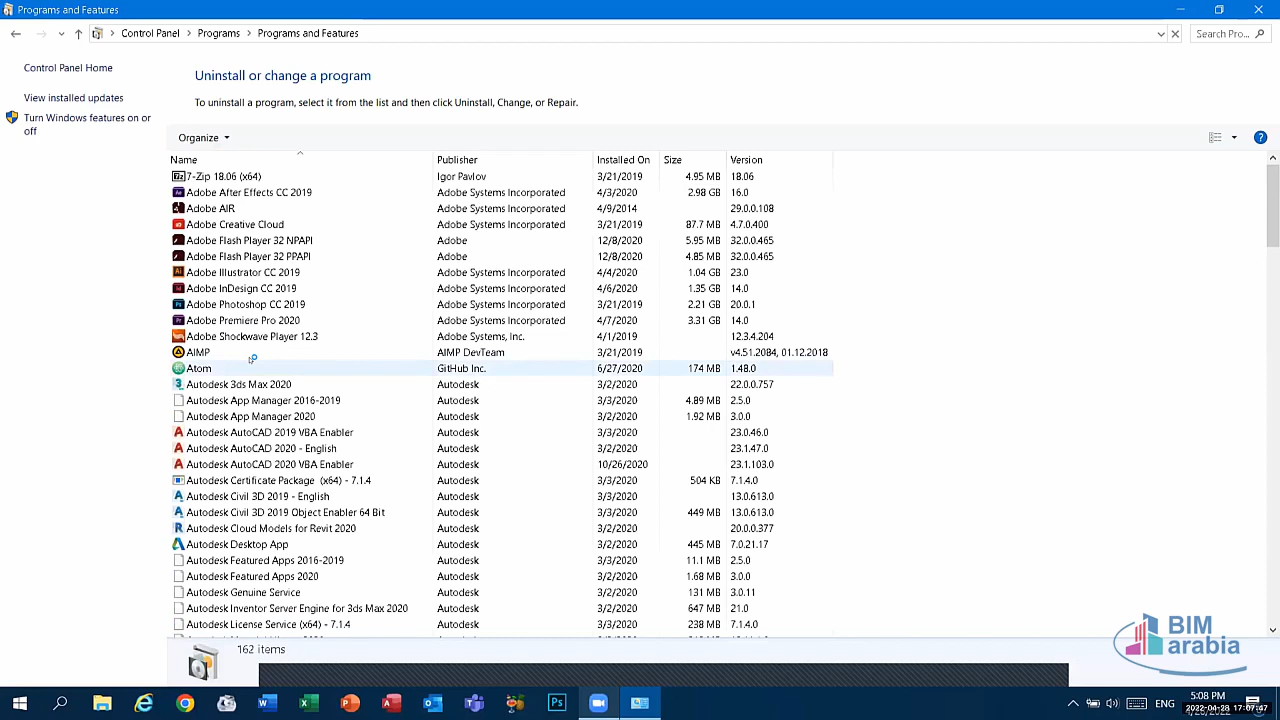 Programs and Features
Control Panel Programs Programs and Features Search Pro...
Control Panel Home
View installed updates
Turn Windows features on or off
Uninstall or change a program
To uninstall a program, select it from the list and then click Uninstall, Change, or Repair.
Organize
Name Publisher Installed On Size Version
7-Zip 18.06 (x64) Igor Pavlov 3/21/2019 4.95 MB 18.06
Adobe After Effects CC 2019 Adobe Systems Incorporated 4/3/2020 2.98 GB 16.0
Adobe AIR Adobe Systems Incorporated 4/9/2014 29.0.0.108
Adobe Creative Cloud Adobe Systems Incorporated 3/21/2019 87.7 MB 4.7.0.400
Adobe Flash Player 32 NPAPI Adobe 12/8/2020 5.95 MB 32.0.0.465
Adobe Flash Player 32 PPAPI Adobe 12/8/2020 4.85 MB 32.0.0.465
Adobe Illustrator CC 2019 Adobe Systems Incorporated 4/4/2020 1.04 GB 23.0
Adobe InDesign CC 2019 Adobe Systems Incorporated 4/6/2020 1.35 GB 14.0
Adobe Photoshop CC 2019 Adobe Systems Incorporated 3/21/2019 2.21 GB 20.0.1
Adobe Premiere Pro 2020 Adobe Systems Incorporated 4/7/2020 3.31 GB 14.0
Adobe Shockwave Player 12.3 Adobe Systems, Inc. 4/1/2019 12.3.4.204
AIMP AIMP DevTeam 3/21/2019 v4.51.2084, 01.12.2018
Atom GitHub Inc. 6/27/2020 174 MB 1.48.0
Autodesk 3ds Max 2020 Autodesk 3/2/2020 22.0.0.757
Autodesk App Manager 2016-2019 Autodesk 3/3/2020 4.89 MB 2.5.0
Autodesk App Manager 2020 Autodesk 3/2/2020 1.92 MB 3.0.0
Autodesk AutoCAD 2019 VBA Enabler Autodesk 3/3/2020 23.0.46.0
Autodesk AutoCAD 2020 - English Autodesk 3/2/2020 23.1.47.0
Autodesk AutoCAD 2020 VBA Enabler Autodesk 10/26/2020 23.1.103.0
Autodesk Certificate Package (x64) - 7.1.4 Autodesk 3/3/2020 504 KB 7.1.4.0
Autodesk Civil 3D 2019 - English Autodesk 3/3/2020 13.0.613.0
Autodesk Civil 3D 2019 Object Enabler 64 Bit Autodesk 3/3/2020 449 MB 13.0.613.0
Autodesk Cloud Models for Revit 2020 Autodesk 3/2/2020 20.0.0.377
Autodesk Desktop App Autodesk 3/2/2020 445 MB 7.0.21.17
Autodesk Featured Apps 2016-2019 Autodesk 3/3/2020 11.1 MB 2.5.0
Autodesk Featured Apps 2020 Autodesk 3/2/2020 1.68 MB 3.0.0
Autodesk Genuine Service Autodesk 3/2/2020 131 MB 3.0.11
Autodesk Inventor Server Engine for 3ds Max 2020 Autodesk 3/2/2020 647 MB 21.0
Autodesk License Service (x64) - 7.1.4 Autodesk 3/3/2020 238 MB 7.1.4.0
162 items
BIM
arabia
ENG
5:08 PM
2022-04-28 17:07:47